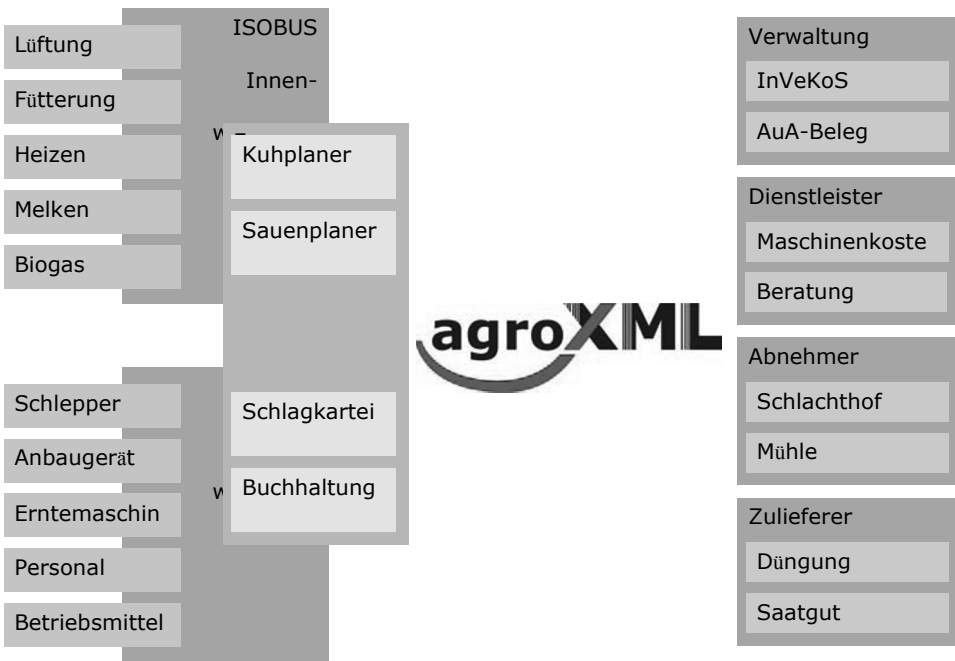 Lüftung
Fütterung
Heizen
Melken
Biogas
ISOBUS
Innen-
Schlepper
Anbaugerät
Erntemaschin
Personal
Betriebsmittel
Kuhplaner
Sauenplaner
Schlagkartei
Buchhaltung
agroXML
Verwaltung
InVeKoS
AuA-Beleg
Dienstleister
Maschinenkoste
Beratung
Abnehmer
Schlachthof
Mühle
Zulieferer
Düngung
Saatgut